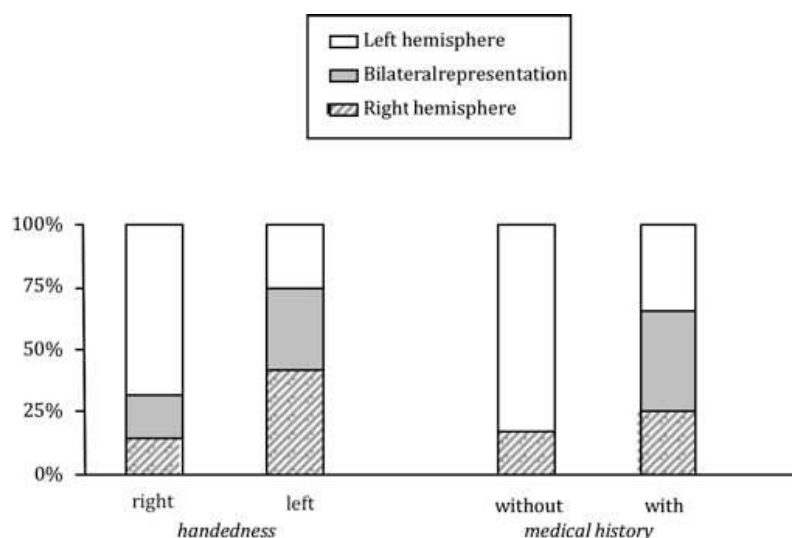 Left hemisphere
Bilateralrepresentation
Right hemisphere
100%
75%
50%
25%
0%
right left without with
handedness medical history